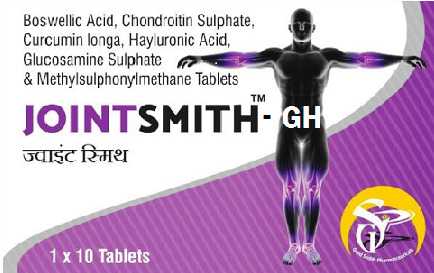 Boswellic Acid, Chondroitin Sulphate,
Curcumin longa, Hayluronic Acid,
Glucosamine Sulphate
& Methylsulphonylmethane Tablets
JOINTSMITH™- GH
ज्वाइंट स्मिथ
1 x 10 Tablets